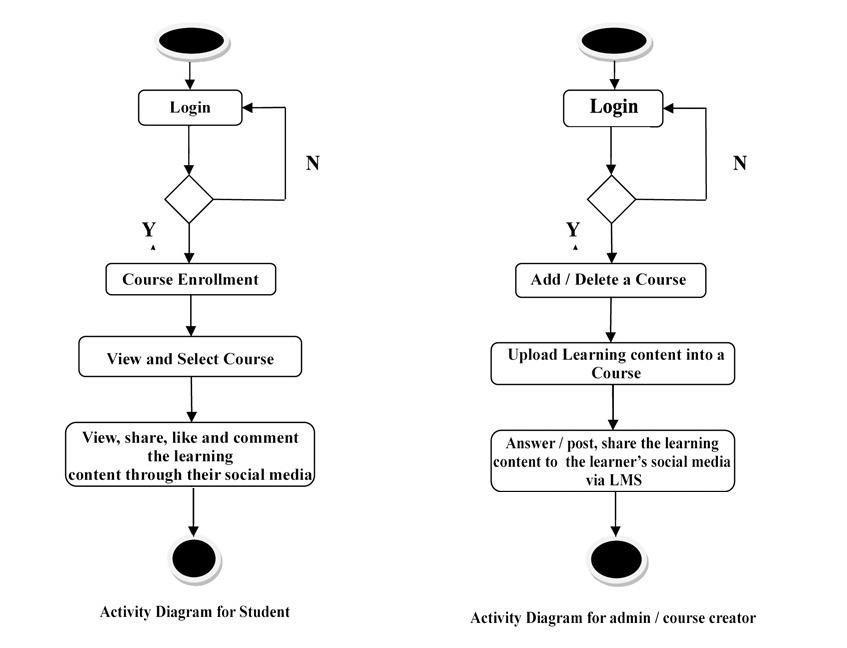 Login
N
Y
Course Enrollment
View and Select Course
View, share, like and comment
the learning
content through their social media
Activity Diagram for Student
Login
N
Y
Add / Delete a Course
Upload Learning content into a
Course
Answer / post, share the learning
content to the learner’s social media
via LMS
Activity Diagram for admin / course creator